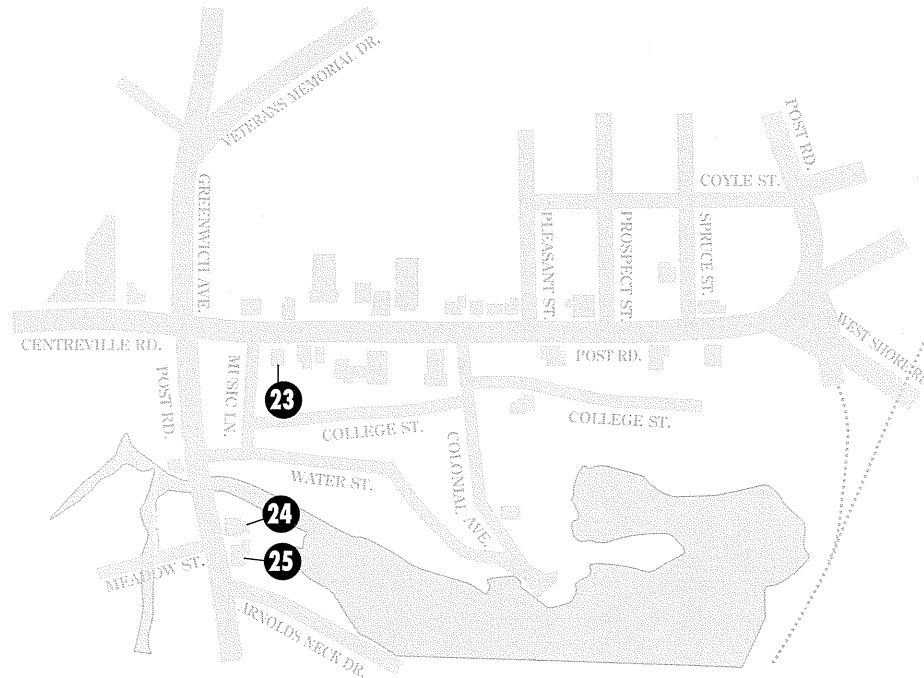 VETERANS MEMORIAL DR.
POST RD.
COYLE ST.
GREENWICH AVE.
PLEASANT ST.
PROSPECT ST.
SPRUCE ST.
CENTREVILLE RD.
POST RD.
WEST SHORE RD
POST RD.
MUSIC LN.
23
COLLEGE ST.
COLLEGE ST.
COLONIAL AVE.
WATER ST.
24
25
MEADOW ST.
ARNOLDS NECK DR.